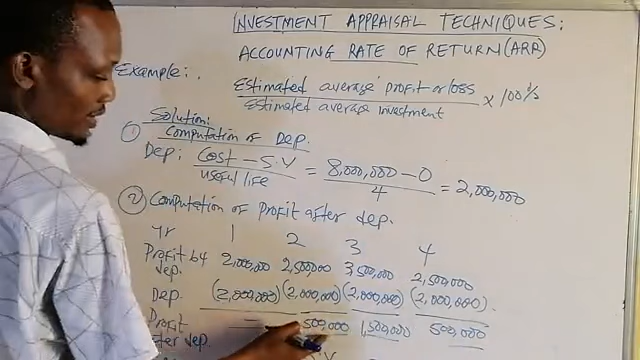 INVESTMENT APPRAISAL TECHNIQUES:
ACCOUNTING RATE OF RETURN (ARR)
Example:.
Estimated average profit or loss
Estimated average investment × 100%
Solution:
① Computation of Dep.
Dep: Cost - S.V = 8,000,000 - 0 = 2,000,000
useful life 4
② Computation of Profit after dep.
Yr 1 2 3 4
Profit b4 2,000,000 2,500,000 3,500,000 2,500,000
dep.
Dep. (2,000,000) (2,000,000) (2,000,000) (2,000,000).
Profit 500,000 1,500,000 500,000
after dep.